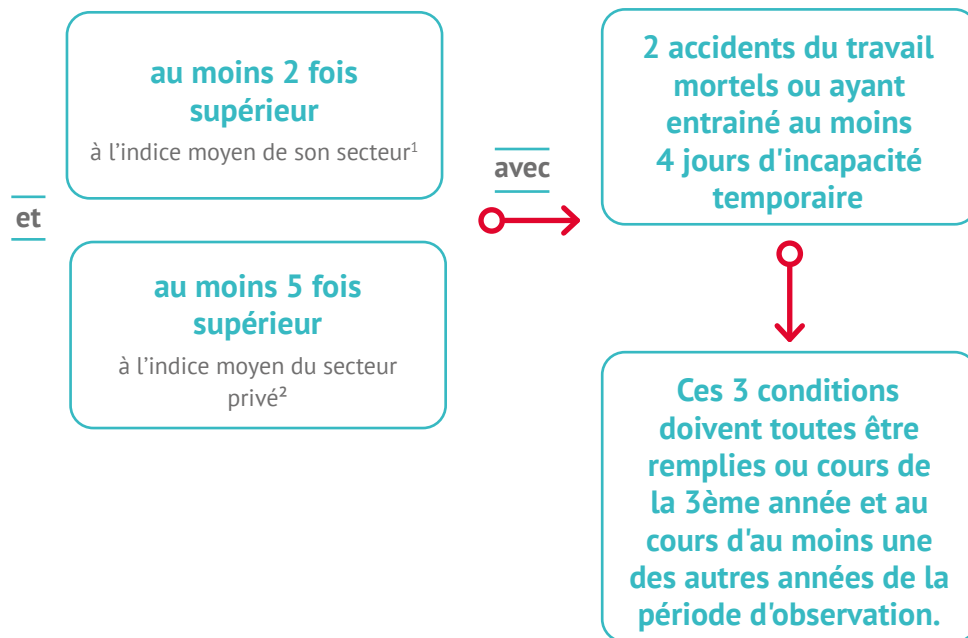 au moins 2 fois
supérieur
à l'indice moyen de son secteur¹
et
au moins 5 fois
supérieur
à l'indice moyen du secteur
privé²
avec
2 accidents du travail
mortels ou ayant
entrainé au moins
4 jours d'incapacité
temporaire
Ces 3 conditions
doivent toutes être
remplies ou cours de
la 3ème année et au
cours d'au moins une
des autres années de la
période d'observation.